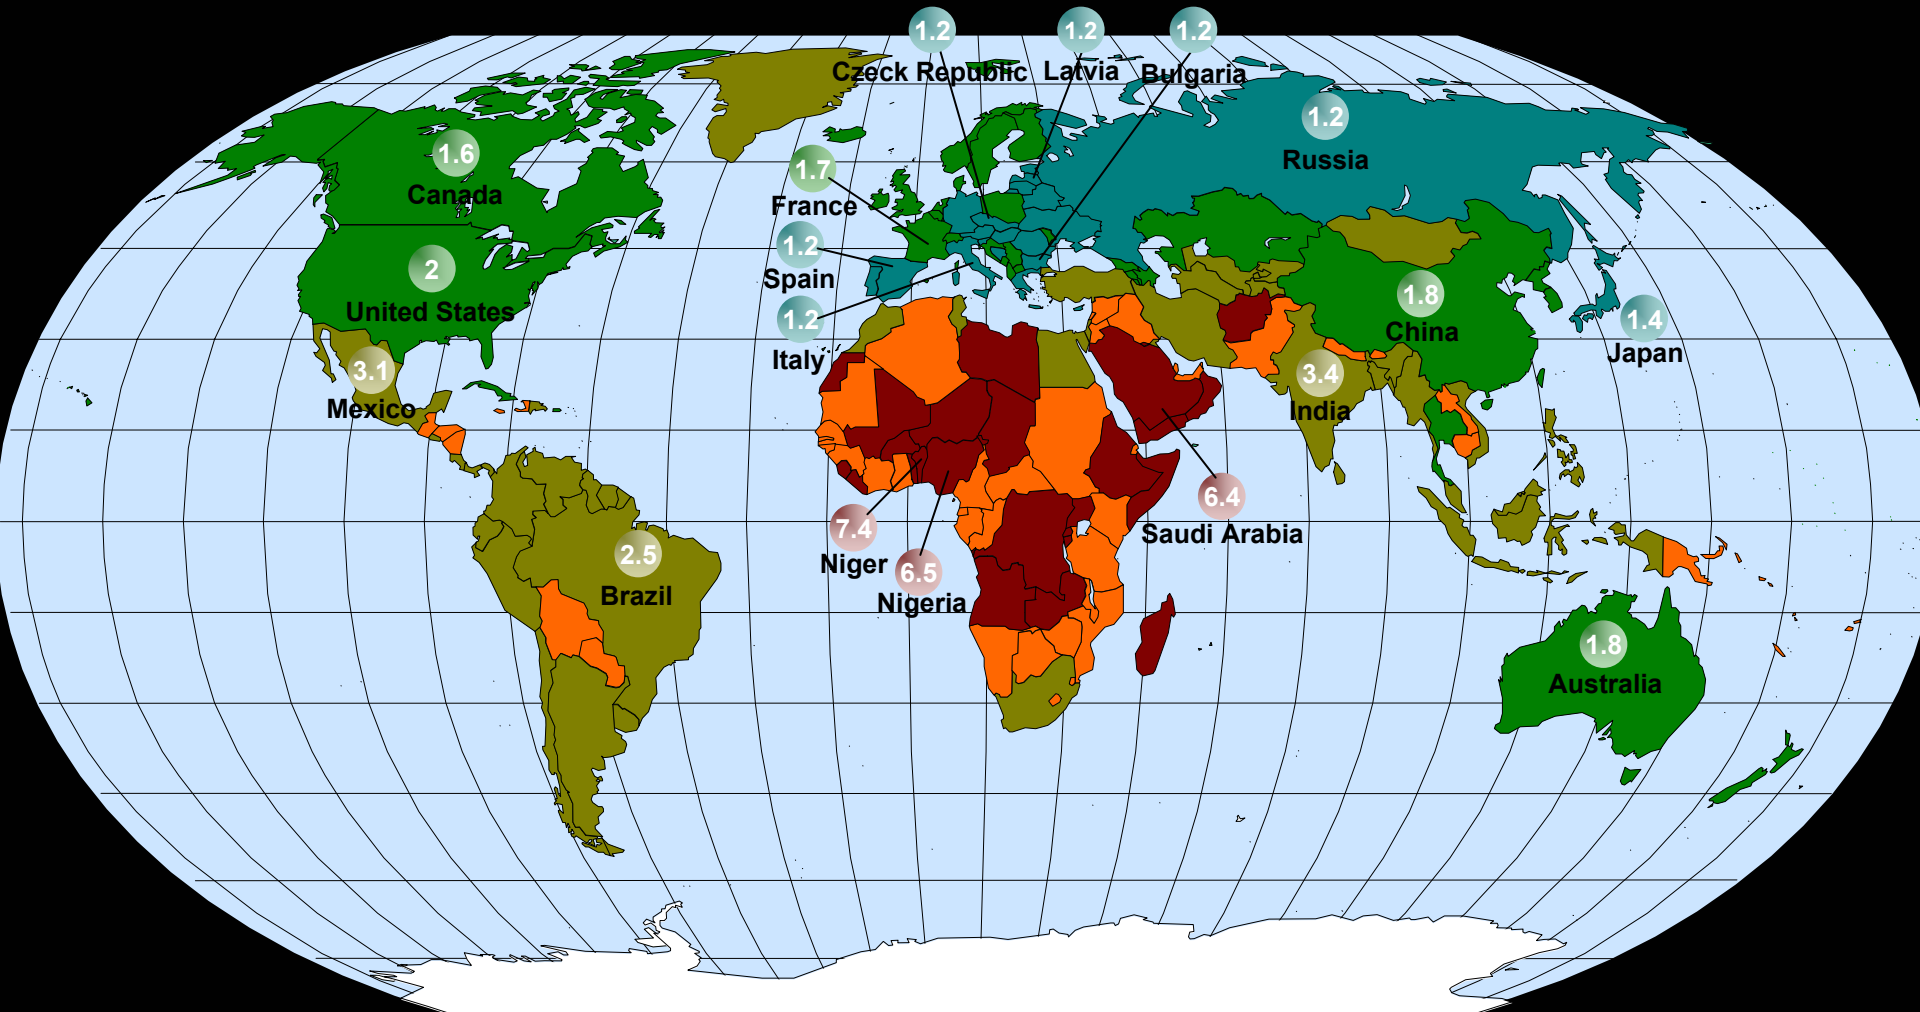 1.2
Czeck Republic
1.2
Latvia
1.2
Bulgaria
1.2
Russia
1.6
Canada
1.7
France
1.2
Spain
2
United States
1.2
Italy
1.8
China
1.4
Japan
3.1
Mexico
3.4
India
6.4
Saudi Arabia
7.4
Niger
6.5
Nigeria
2.5
Brazil
1.8
Australia